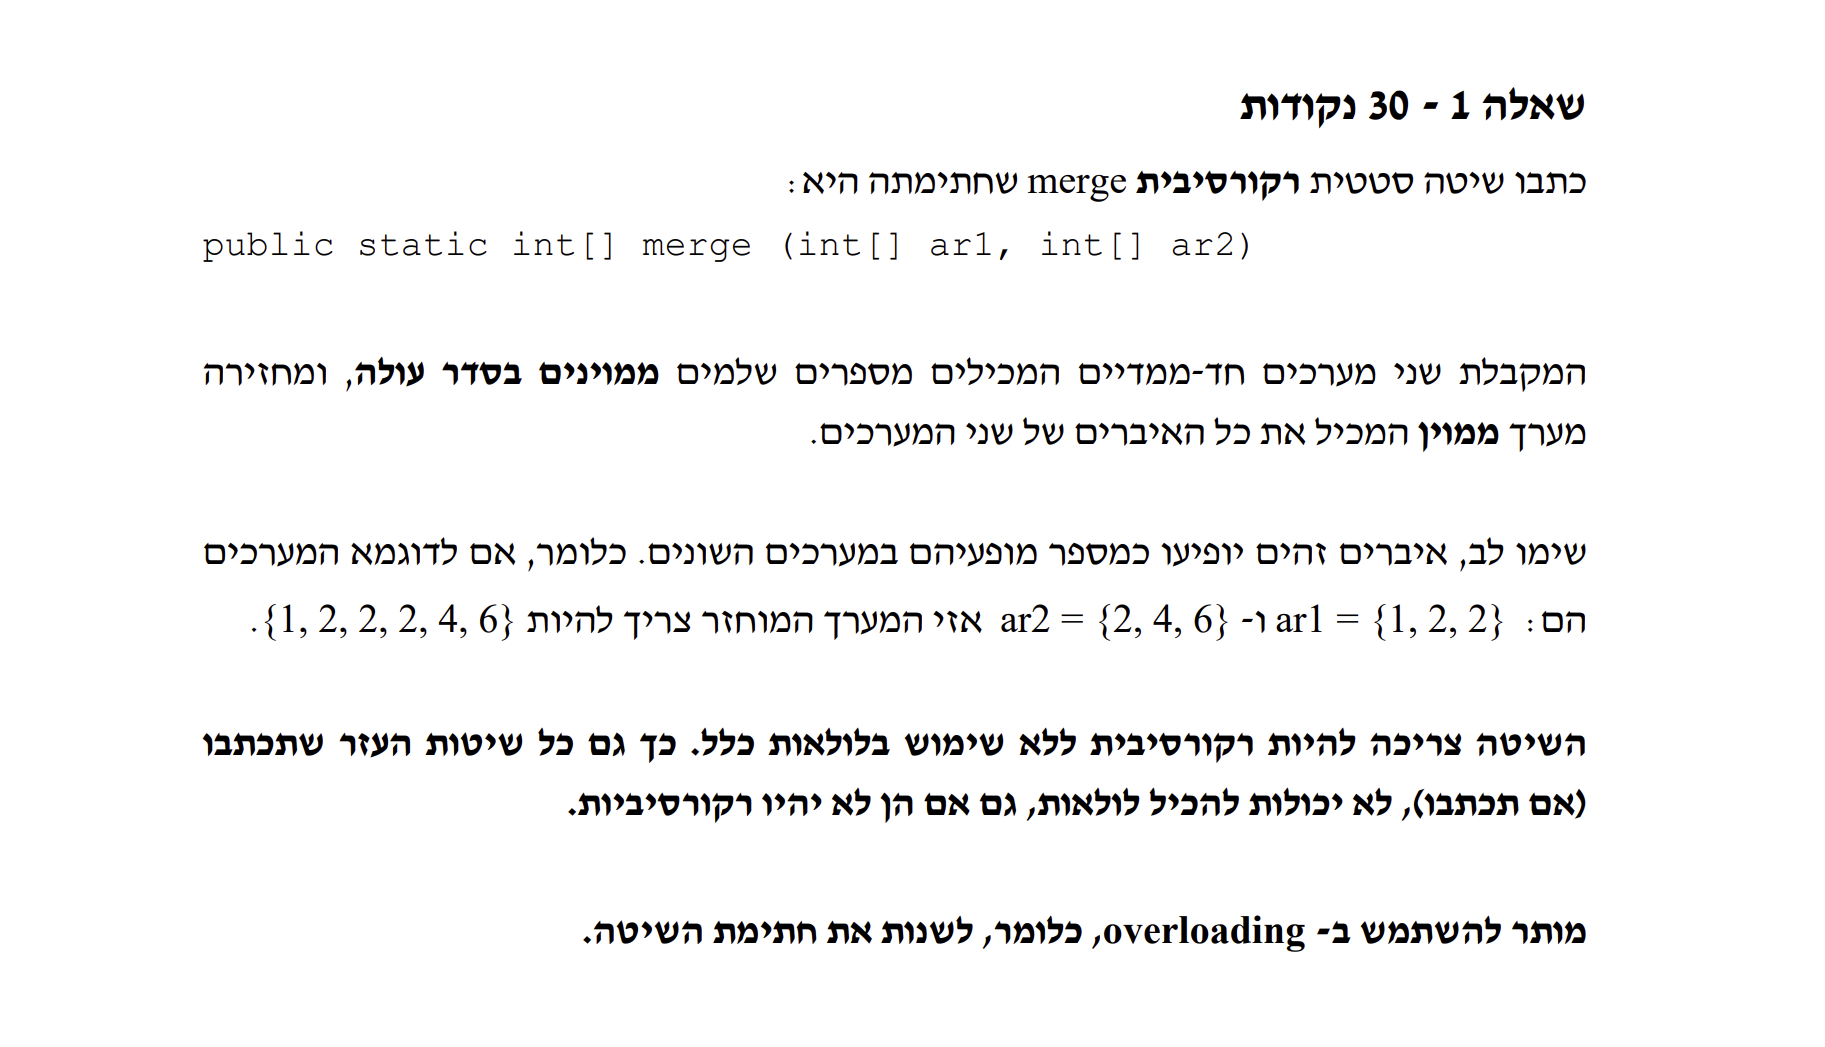 שאלה 1 - 30 נקודות
כתבו שיטה סטטית רקורסיבית merge שחתימתה היא:
public static int[] merge (int[] ar1, int[] ar2)
המקבלת שני מערכים חד-ממדיים המכילים מספרים שלמים ממוינים בסדר עולה, ומחזירה
מערך ממוין המכיל את כל האיברים של שני המערכים.
שימו לב, איברים זהים יופיעו כמספר מופעיהם במערכים השונים. כלומר, אם לדוגמא המערכים
הם: ar1 = {1, 2, 2} ו- ar2 = {2, 4, 6} אזי המערך המוחזר צריך להיות {1, 2, 2, 2, 4, 6}.
השיטה צריכה להיות רקורסיבית ללא שימוש בלולאות כלל. כך גם כל שיטות העזר שתכתבו
(אם תכתבו), לא יכולות להכיל לולאות, גם אם הן לא יהיו רקורסיביות.
מותר להשתמש ב- overloading, כלומר, לשנות את חתימת השיטה.